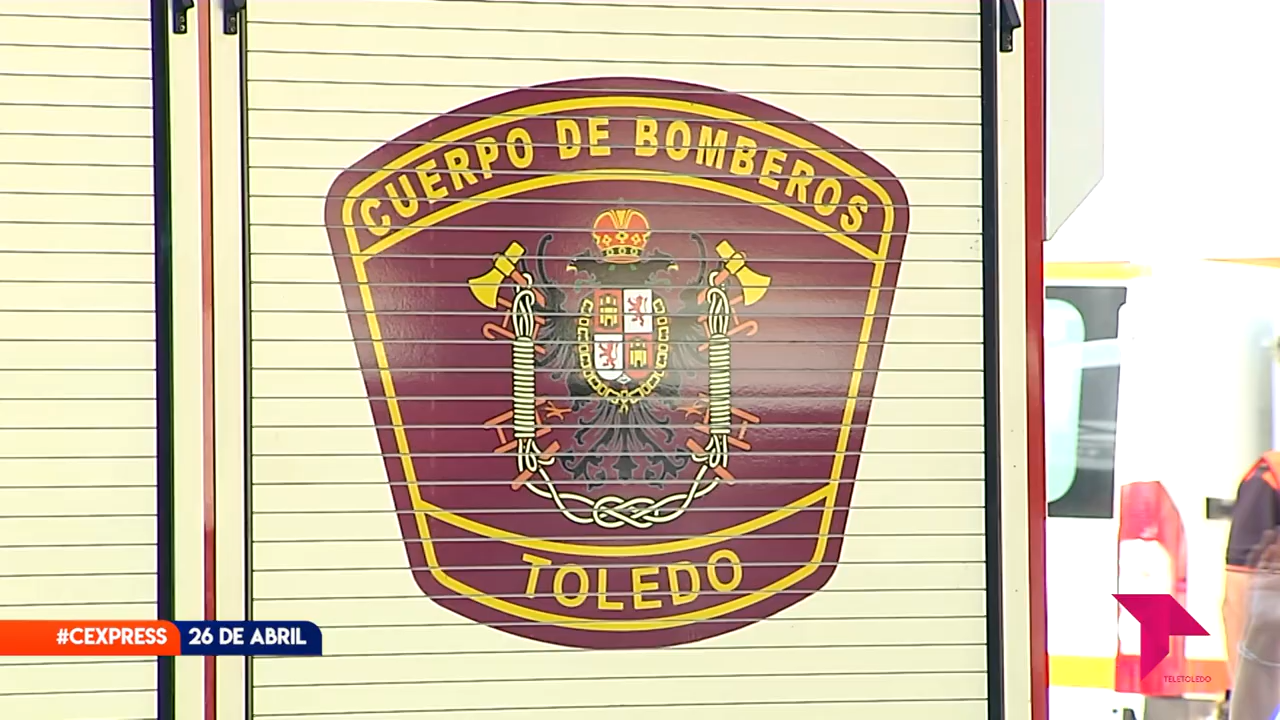 CUERPO DE BOMBEROS
TOLEDO
#CEXPRESS 26 DE ABRIL
TELETOLEDO